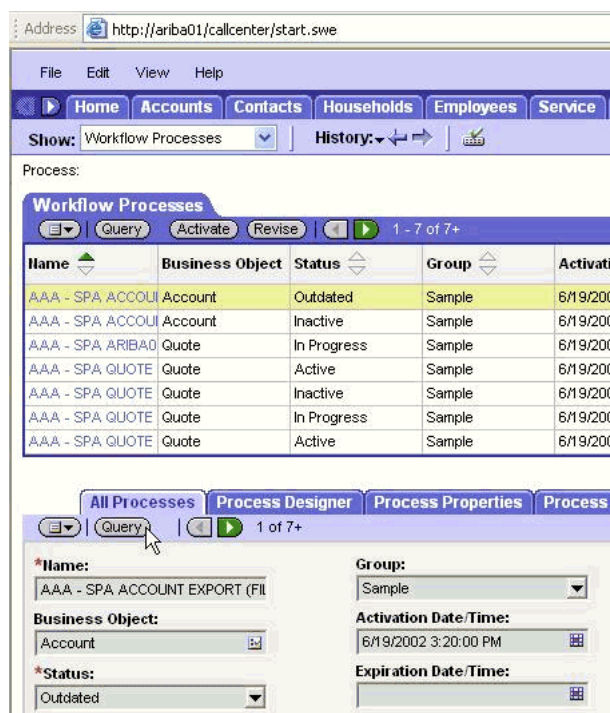 Address http://ariba01/callcenter/start.swe
File Edit View Help
Home Accounts Contacts Households Employees Service
Show: Workflow Processes History:
Process:
Workflow Processes
Query Activate Revise 1 - 7 of 7+
Name Business Object Status Group Activati
AAA - SPA ACCOUI Account Outdated Sample 6/19/200
AAA - SPA ACCOUI Account Inactive Sample 6/19/200
AAA - SPA ARIBA0 Quote In Progress Sample 6/19/200
AAA - SPA QUOTE Quote Active Sample 6/19/200
AAA - SPA QUOTE Quote Inactive Sample 6/19/200
AAA - SPA QUOTE Quote In Progress Sample 6/19/200
AAA - SPA QUOTE Quote Active Sample 6/19/200
All Processes Process Designer Process Properties Process
Query 1 of 7+
*Name: Group:
AAA - SPA ACCOUNT EXPORT (FIL Sample
Business Object: Activation Date/Time:
Account 6/19/2002 3:20:00 PM
*Status: Expiration Date/Time:
Outdated